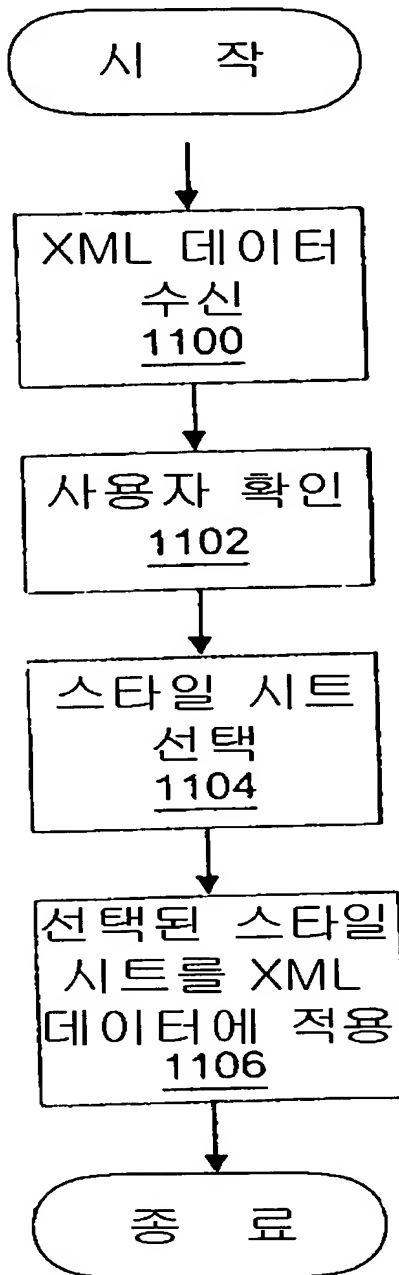 시 작
XML 데이터
수신
1100
사용자 확인
1102
스타일 시트
선택
1104
선택된 스타일
시트를 XML
데이터에 적용
1106
종 료